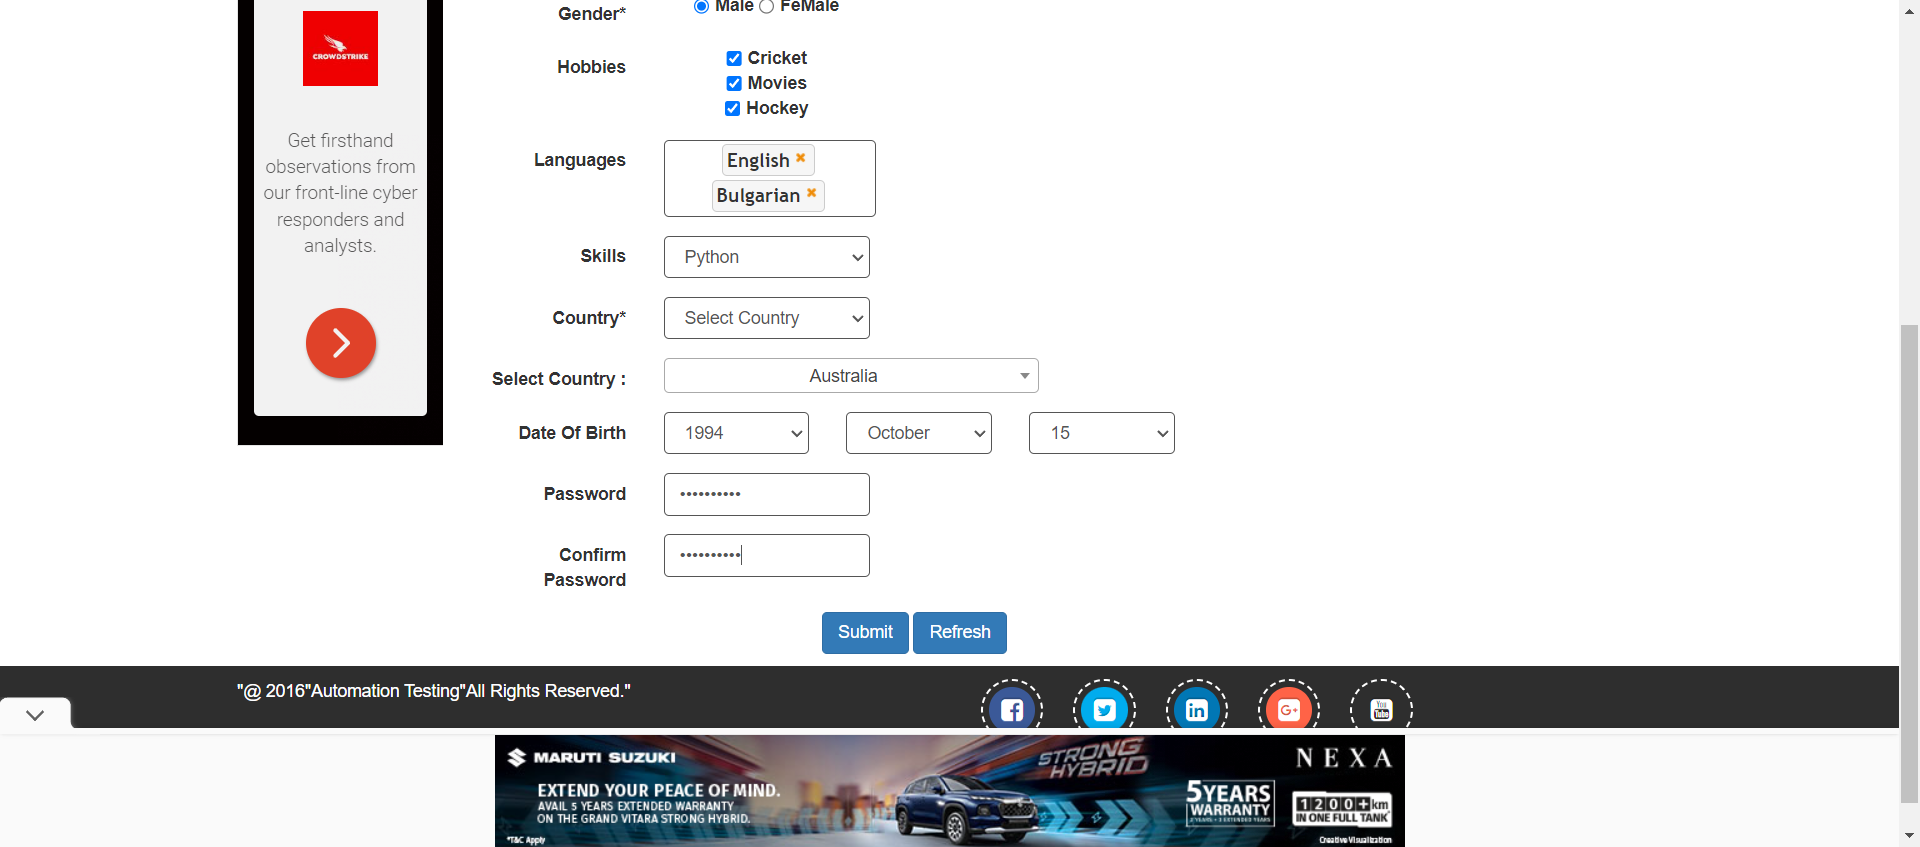 CROWDSTRIKE
Get firsthand
observations from
our front-line cyber
responders and
analysts.
Gender*
Male FeMale
Hobbies
Cricket
Movies
Hockey
Languages
English
Bulgarian
Skills
Python
Country*
Select Country
Select Country :
Australia
Date Of Birth
1994 October 15
Password
Confirm
Password
Submit Refresh
"@ 2016"Automation Testing"All Rights Reserved."
You
Tube
MARUTI SUZUKI
STRONG
HYBRID
NEXA
EXTEND YOUR PEACE OF MIND.
AVAIL 5 YEARS EXTENDED WARRANTY
ON THE GRAND VITARA STRONG HYBRID.
5YEARS
WARRANTY
1200+km
IN ONE FULL TANK*
*T&C Apply
Creative Visualization